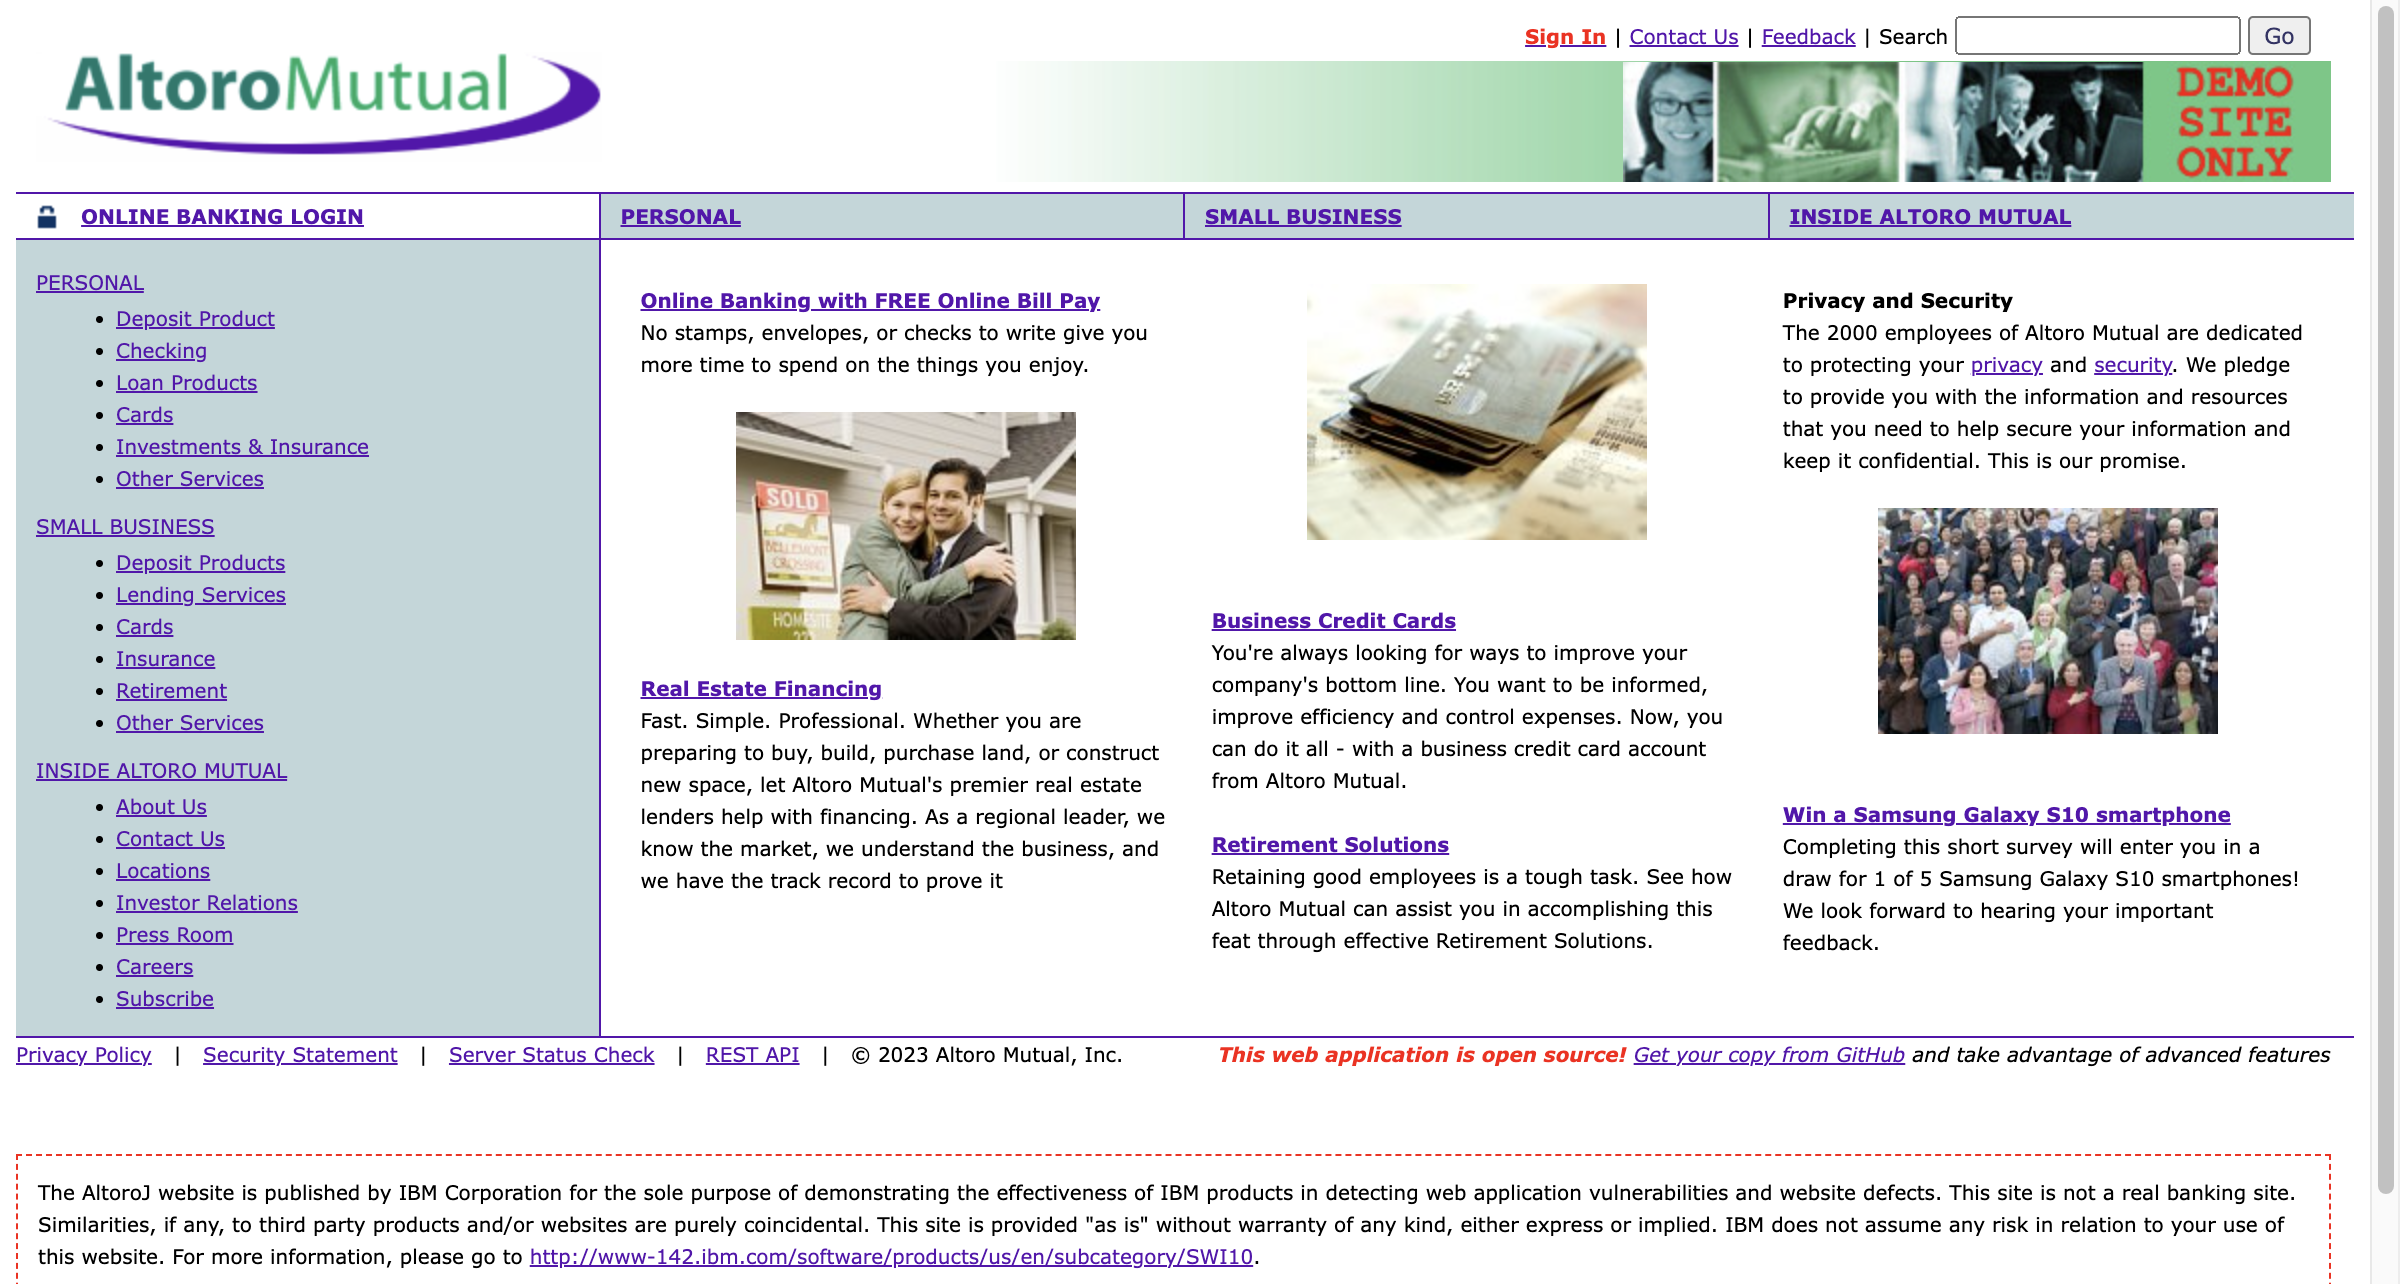 Sign In | Contact Us | Feedback | Search Go
AltoroMutual
DEMO
SITE
ONLY
ONLINE BANKING LOGIN
PERSONAL
SMALL BUSINESS
INSIDE ALTORO MUTUAL
PERSONAL
Deposit Product
Checking
Loan Products
Cards
Investments & Insurance
Other Services
SMALL BUSINESS
Deposit Products
Lending Services
Cards
Insurance
Retirement
Other Services
INSIDE ALTORO MUTUAL
About Us
Contact Us
Locations
Investor Relations
Press Room
Careers
Subscribe
Online Banking with FREE Online Bill Pay
No stamps, envelopes, or checks to write give you
more time to spend on the things you enjoy.
SOLD
BELLEMONT
CROSSING
HOMESITE
Real Estate Financing
Fast. Simple. Professional. Whether you are
preparing to buy, build, purchase land, or construct
new space, let Altoro Mutual's premier real estate
lenders help with financing. As a regional leader, we
know the market, we understand the business, and
we have the track record to prove it
Business Credit Cards
You're always looking for ways to improve your
company's bottom line. You want to be informed,
improve efficiency and control expenses. Now, you
can do it all - with a business credit card account
from Altoro Mutual.
Retirement Solutions
Retaining good employees is a tough task. See how
Altoro Mutual can assist you in accomplishing this
feat through effective Retirement Solutions.
Privacy and Security
The 2000 employees of Altoro Mutual are dedicated
to protecting your privacy and security. We pledge
to provide you with the information and resources
that you need to help secure your information and
keep it confidential. This is our promise.
Win a Samsung Galaxy S10 smartphone
Completing this short survey will enter you in a
draw for 1 of 5 Samsung Galaxy S10 smartphones!
We look forward to hearing your important
feedback.
Privacy Policy | Security Statement | Server Status Check | REST API | © 2023 Altoro Mutual, Inc.
This web application is open source! Get your copy from GitHub and take advantage of advanced features
The AltoroJ website is published by IBM Corporation for the sole purpose of demonstrating the effectiveness of IBM products in detecting web application vulnerabilities and website defects. This site is not a real banking site.
Similarities, if any, to third party products and/or websites are purely coincidental. This site is provided "as is" without warranty of any kind, either express or implied. IBM does not assume any risk in relation to your use of
this website. For more information, please go to http://www-142.ibm.com/software/products/us/en/subcategory/SWI10.